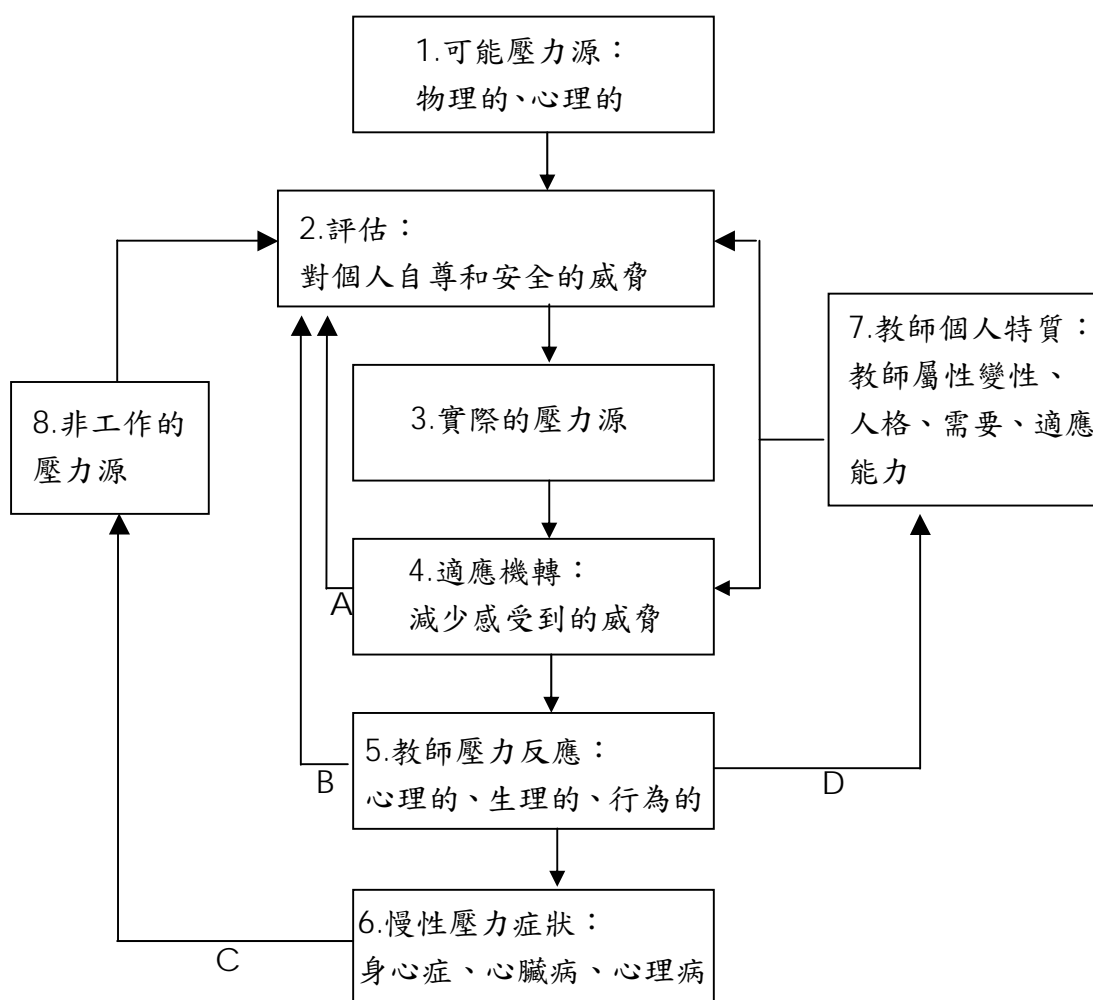 1.可能壓力源：
物理的、心理的
2.評估：
對個人自尊和安全的威脅
3.實際的壓力源
4.適應機轉：
減少感受到的威脅
5.教師壓力反應：
心理的、生理的、行為的
6.慢性壓力症狀：
身心症、心臟病、心理病
7.教師個人特質：
教師屬性變性、
人格、需要、適應
能力
8.非工作的
壓力源
A
B
C
D